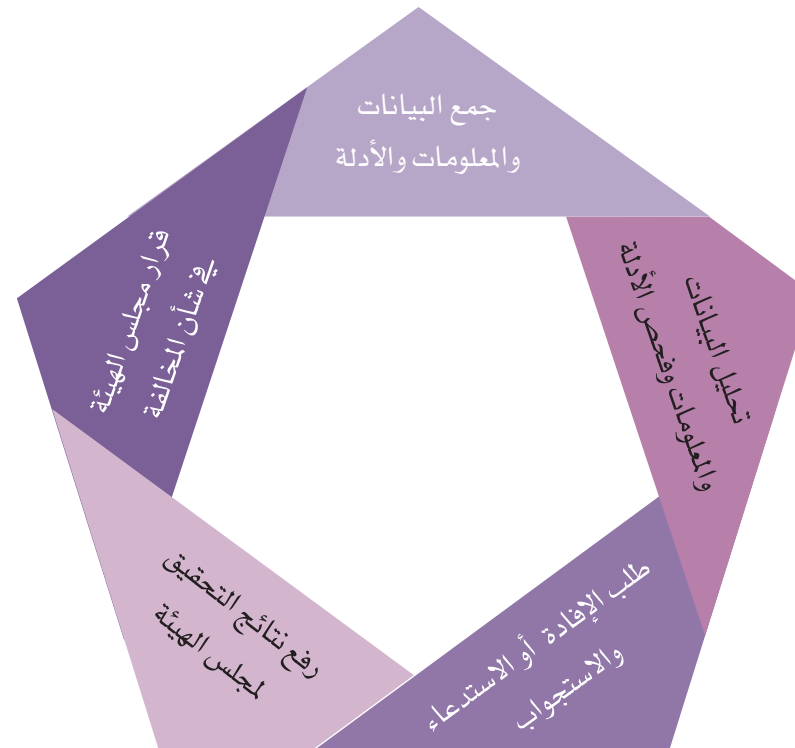 جمع البيانات
والمعلومات والأدلة
تحليل البيانات
والمعلومات وفحص الأدلة
طلب الإفادة أو الاستدعاء
والاستجواب
رفع نتائج التحقيق
لمجلس الهيئة
قرار مجلس الهيئة
في شأن المخالفة